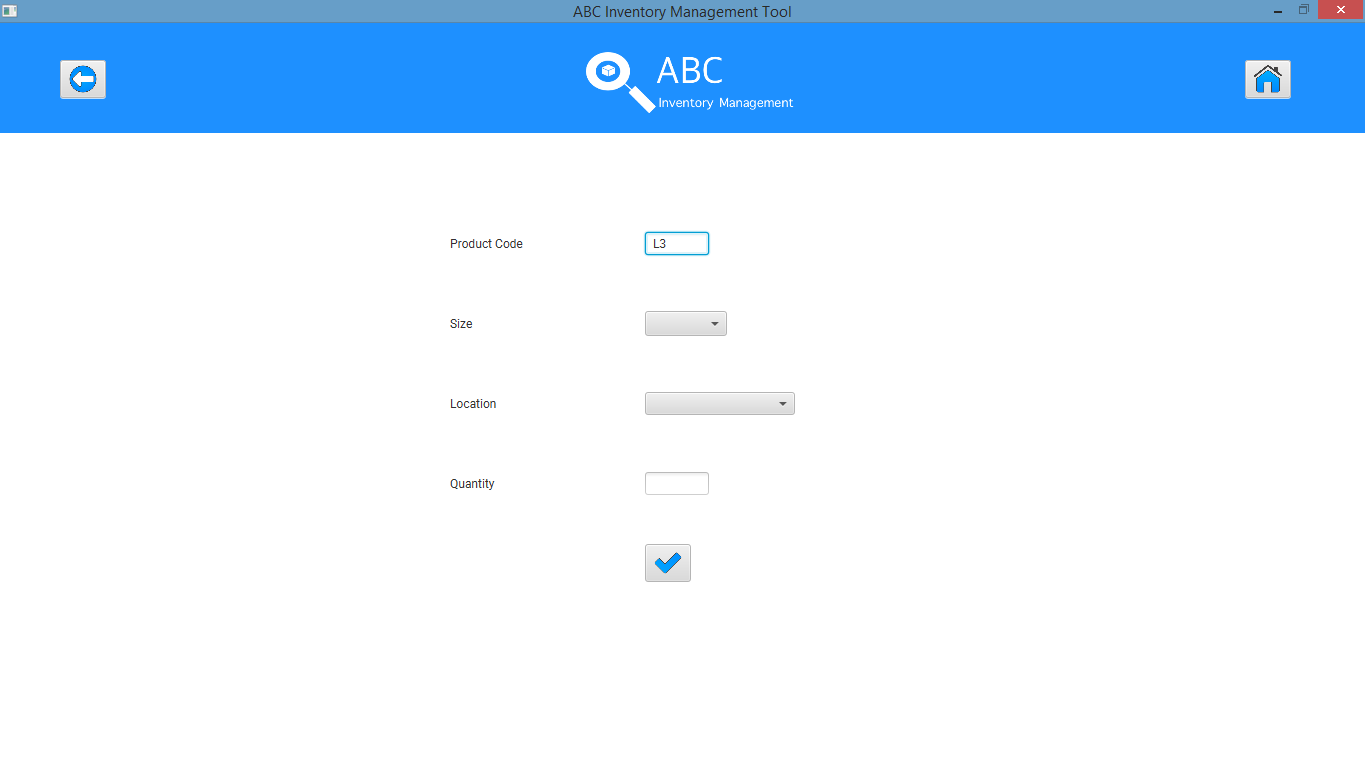 ABC Inventory Management Tool
ABC
Inventory Management
Product Code
L3
Size
Location
Quantity